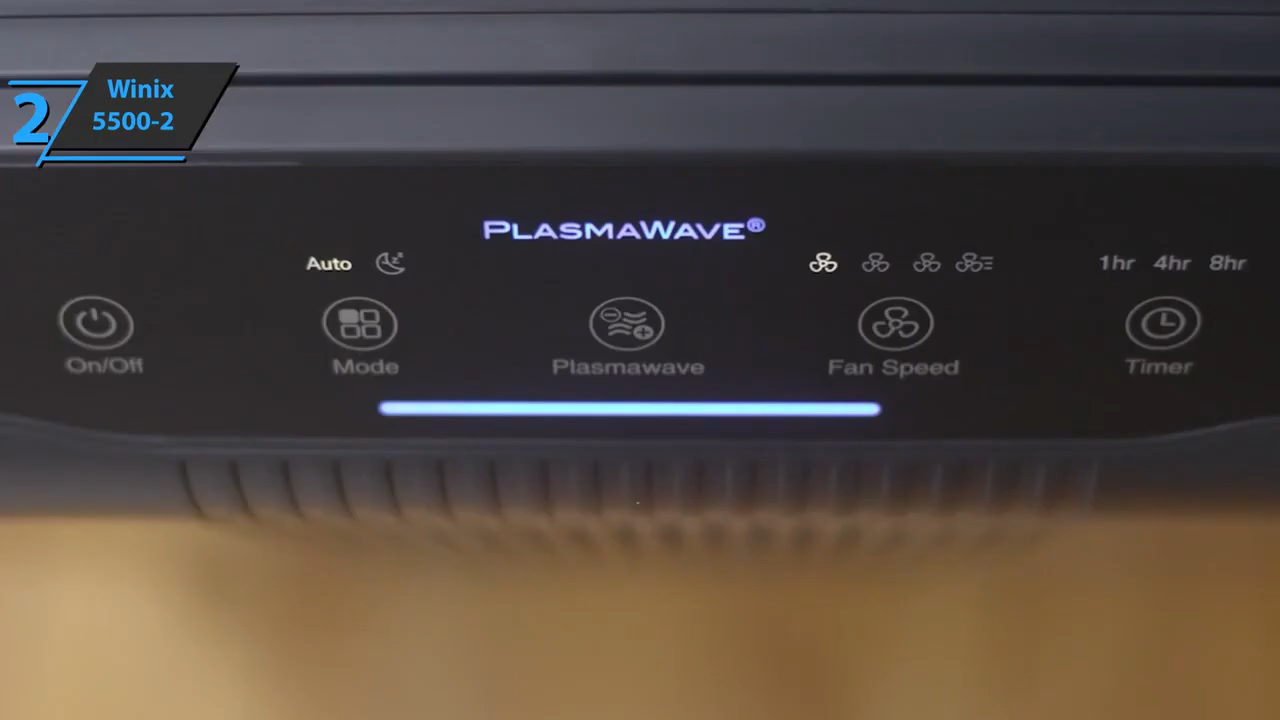 2
Winix
5500-2
PLASMAWAVE®
Auto
1hr 4hr 8hr
On/Off
Mode
Plasmawave
Fan Speed
Timer